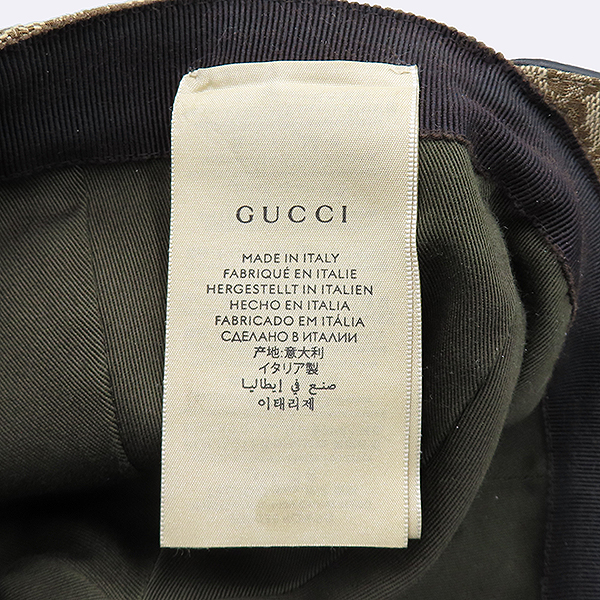 GUCCI
MADE IN ITALY
FABRIQUÉ EN ITALIE
HERGESTELLT IN ITALIEN
HECHO EN ITALIA
FABRICADO EM ITÁLIA
СДЕЛАНО В ИТАЛИИ
产地:意大利
イタリア製
صنع في إيطاليا
이태리제